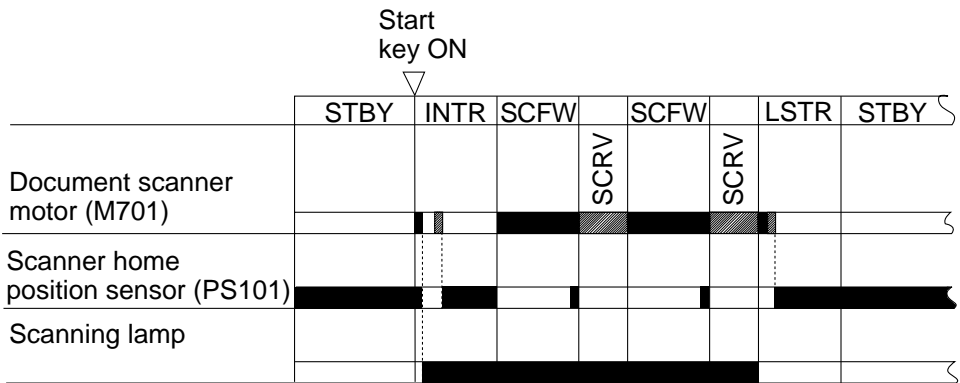 Start
key ON
STBY INTR SCFW SCFW LSTR STBY
SCRV SCRV
Document scanner
motor (M701)
Scanner home
position sensor (PS101)
Scanning lamp